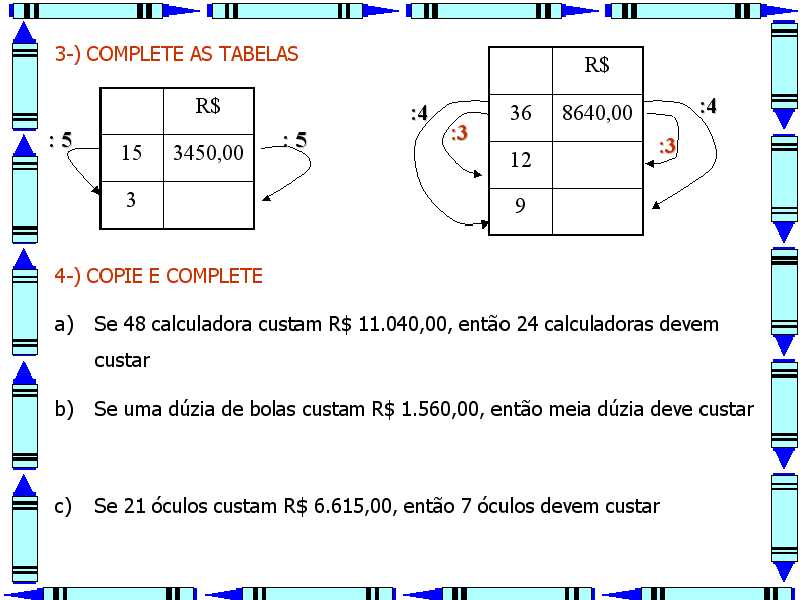 3-) COMPLETE AS TABELAS
R$
: 5
: 5
15 3450,00
3
R$
:4
:4
36 8640,00
:3
:3
12
9
4-) COPIE E COMPLETE
a) Se 48 calculadora custam R$ 11.040,00, então 24 calculadoras devem
custar
b) Se uma dúzia de bolas custam R$ 1.560,00, então meia dúzia deve custar
c) Se 21 óculos custam R$ 6.615,00, então 7 óculos devem custar